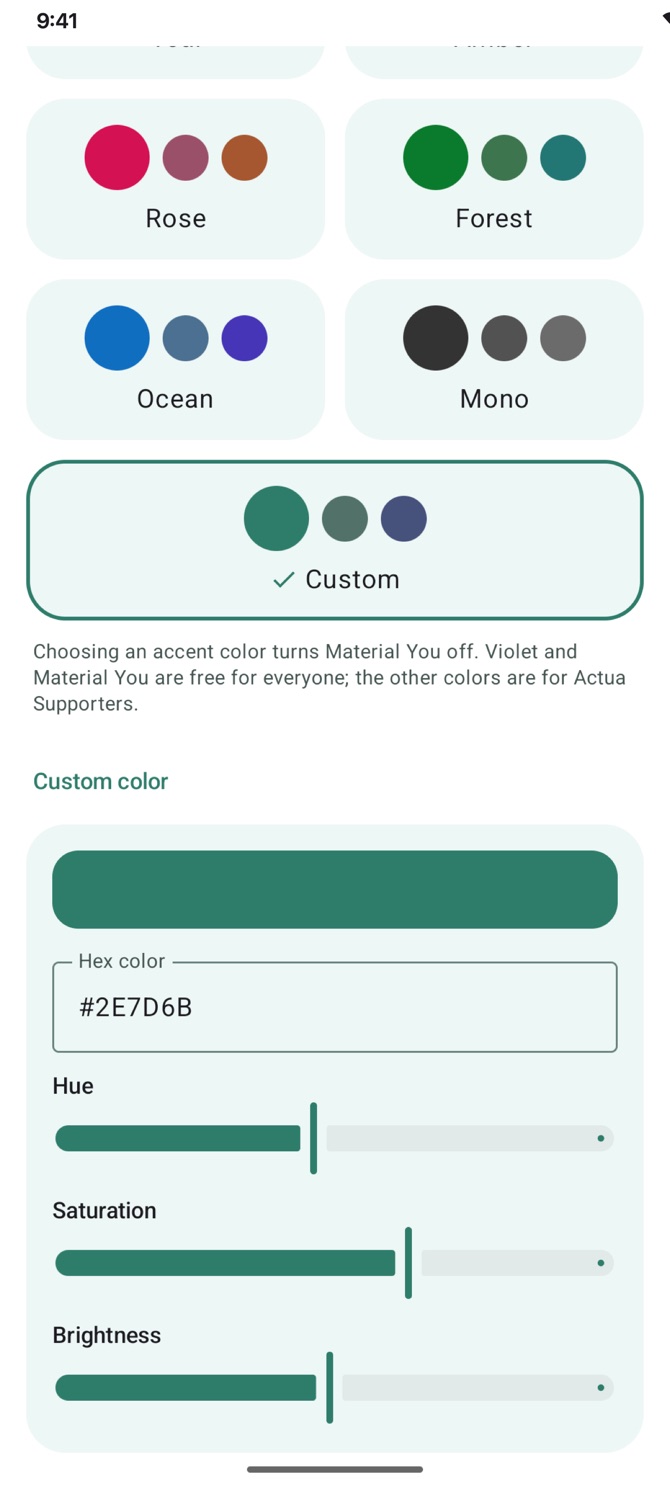 9:41
Rose
Forest
Ocean
Mono
Custom
Choosing an accent color turns Material You off. Violet and
Material You are free for everyone; the other colors are for Actua
Supporters.
Custom color
Hex color
#2E7D6B
Hue
Saturation
Brightness